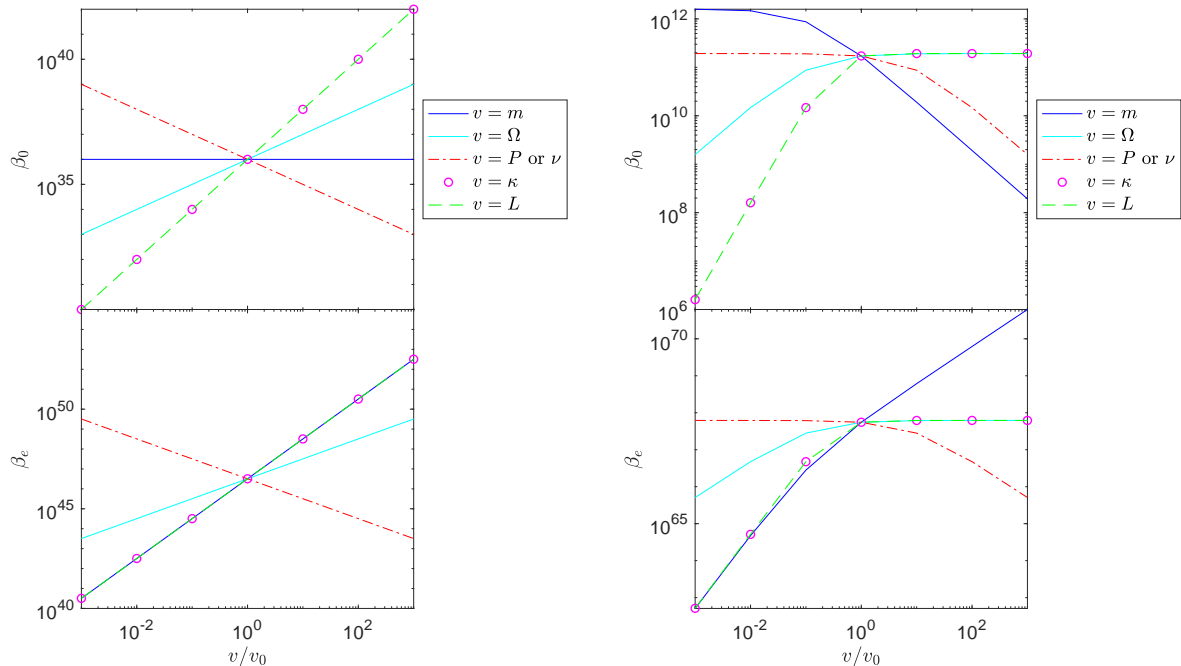 10^40
10^35
β_0
v = m
v = Ω
v = P or ν
v = κ
v = L
10^50
10^45
10^40
β_e
10^-2
10^0
10^2
v/v_0
10^12
10^10
10^8
10^6
β_0
v = m
v = Ω
v = P or ν
v = κ
v = L
10^70
10^65
β_e
10^-2
10^0
10^2
v/v_0